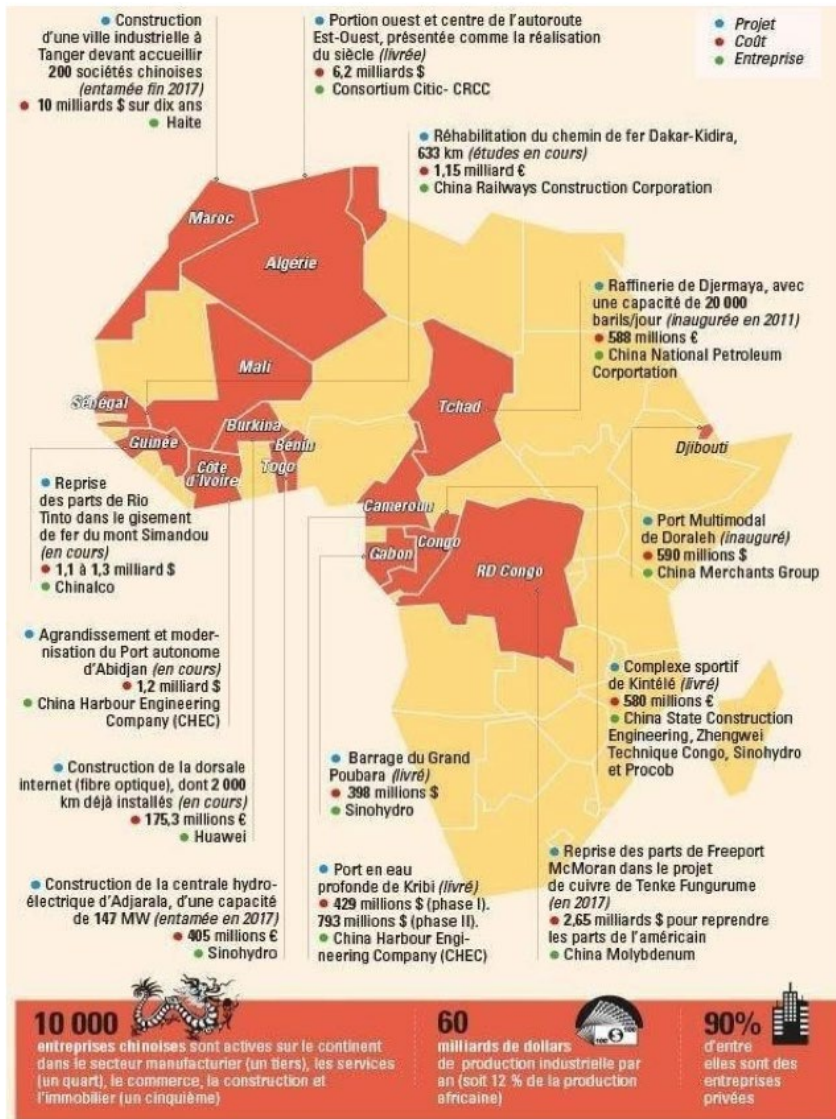 ● Construction
d'une ville industrielle à
Tanger devant accueillir
200 sociétés chinoises
(entamée fin 2017)
● 10 milliards $ sur dix ans
● Haite
● Portion ouest et centre de l'autoroute
Est-Ouest, présentée comme la réalisation
du siècle (livrée)
● 6,2 milliards $
● Consortium Citic- CRCC
● Projet
● Coût
● Entreprise
● Réhabilitation du chemin de fer Dakar-Kidira,
633 km (études en cours)
● 1,15 milliard €
● China Railways Construction Corporation
Maroc
Algérie
Mali
Sénégal
Guinée
Burkina
Bénin
Côte
d'Ivoire
Togo
Tchad
Cameroun
Gabon
Congo
RD Congo
Djibouti
● Raffinerie de Djermaya, avec
une capacité de 20 000
barils/jour (inaugurée en 2011)
● 588 millions €
● China National Petroleum
Corportation
● Reprise
des parts de Rio
Tinto dans le gisement
de fer du mont Simandou
(en cours)
● 1,1 à 1,3 milliard $
● Chinalco
● Port Multimodal
de Doraleh (inauguré)
● 590 millions $
● China Merchants Group
● Agrandissement et moder-
nisation du Port autonome
d'Abidjan (en cours)
● 1,2 milliard $
● China Harbour Engineering
Company (CHEC)
● Complexe sportif
de Kintélé (livré)
● 580 millions €
● China State Construction
Engineering, Zhengwei
Technique Congo, Sinohydro
et Procob
● Construction de la dorsale
internet (fibre optique), dont 2 000
km déjà installés (en cours)
● 175,3 millions €
● Huawei
● Barrage du Grand
Poubara (livré)
● 398 millions $
● Sinohydro
● Construction de la centrale hydro-
électrique d'Adjarala, d'une capacité
de 147 MW (entamée en 2017)
● 405 millions €
● Sinohydro
● Port en eau
profonde de Kribi (livré)
● 429 millions $ (phase I).
793 millions $ (phase II).
● China Harbour Engi-
neering Company (CHEC)
● Reprise des parts de Freeport
McMoran dans le projet
de cuivre de Tenke Fungurume
(en 2017)
● 2,65 milliards $ pour reprendre
les parts de l'américain
● China Molybdenum
10 000
entreprises chinoises sont actives sur le continent
dans le secteur manufacturier (un tiers), les services
(un quart), le commerce, la construction et
l'immobilier (un cinquième)
60
milliards de dollars
de production industrielle par
an (soit 12 % de la production
africaine)
100 $ 100
90%
d'entre
elles sont des
entreprises
privées